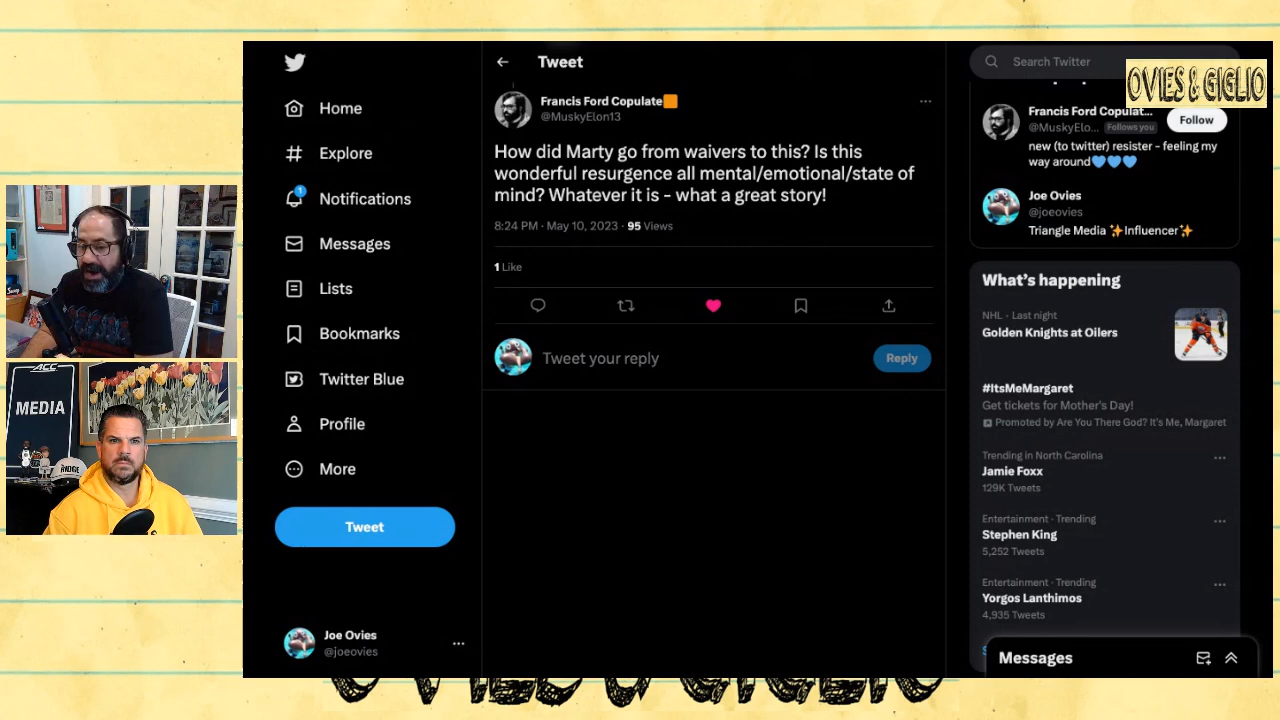 OVIES & GIGLIO
Home
Explore
1
Notifications
Messages
Lists
Bookmarks
Twitter Blue
Profile
More
Tweet
Joe Ovies
@joeovies
Tweet
Francis Ford Copulate
@MuskyElon13
How did Marty go from waivers to this? Is this
wonderful resurgence all mental/emotional/state of
mind? Whatever it is - what a great story!
8:24 PM · May 10, 2023 · 95 Views
1 Like
Tweet your reply
Reply
Search Twitter
Francis Ford Copulat...
@MuskyElo... Follows you
Follow
new (to twitter) resister - feeling my
way around
Joe Ovies
@joeovies
Triangle Media ✨Influencer✨
What's happening
NHL · Last night
Golden Knights at Oilers
#ItsMeMargaret
Get tickets for Mother's Day!
Promoted by Are You There God? It's Me, Margaret
Trending in North Carolina
Jamie Foxx
129K Tweets
Entertainment · Trending
Stephen King
5,252 Tweets
Entertainment · Trending
Yorgos Lanthimos
4,935 Tweets
Messages
ACC
MEDIA
OVIES & GIGLIO